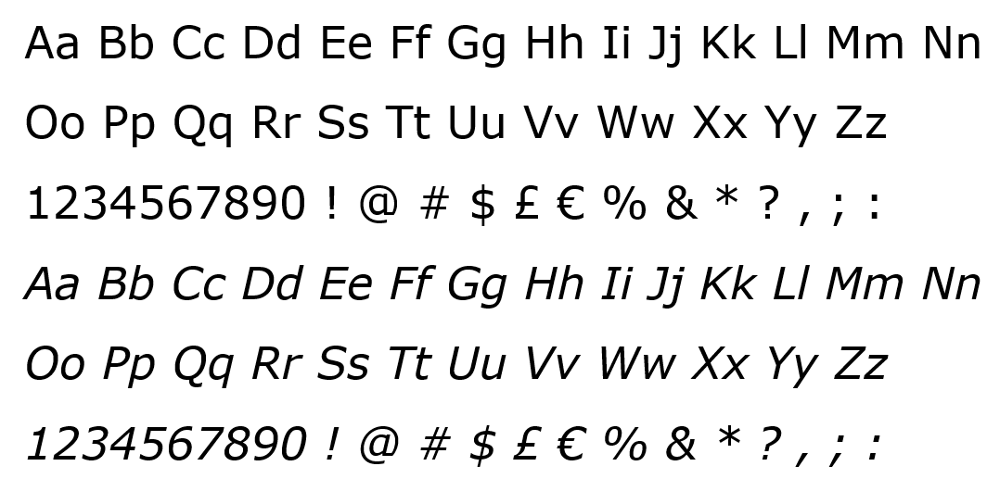 Aa Bb Cc Dd Ee Ff Gg Hh Ii Jj Kk Ll Mm Nn
Oo Pp Qq Rr Ss Tt Uu Vv Ww Xx Yy Zz
1234567890 ! @ # $ £ € % & * ? , ; :
Aa Bb Cc Dd Ee Ff Gg Hh Ii Jj Kk Ll Mm Nn
Oo Pp Qq Rr Ss Tt Uu Vv Ww Xx Yy Zz
1234567890 ! @ # $ £ € % & * ? , ; :